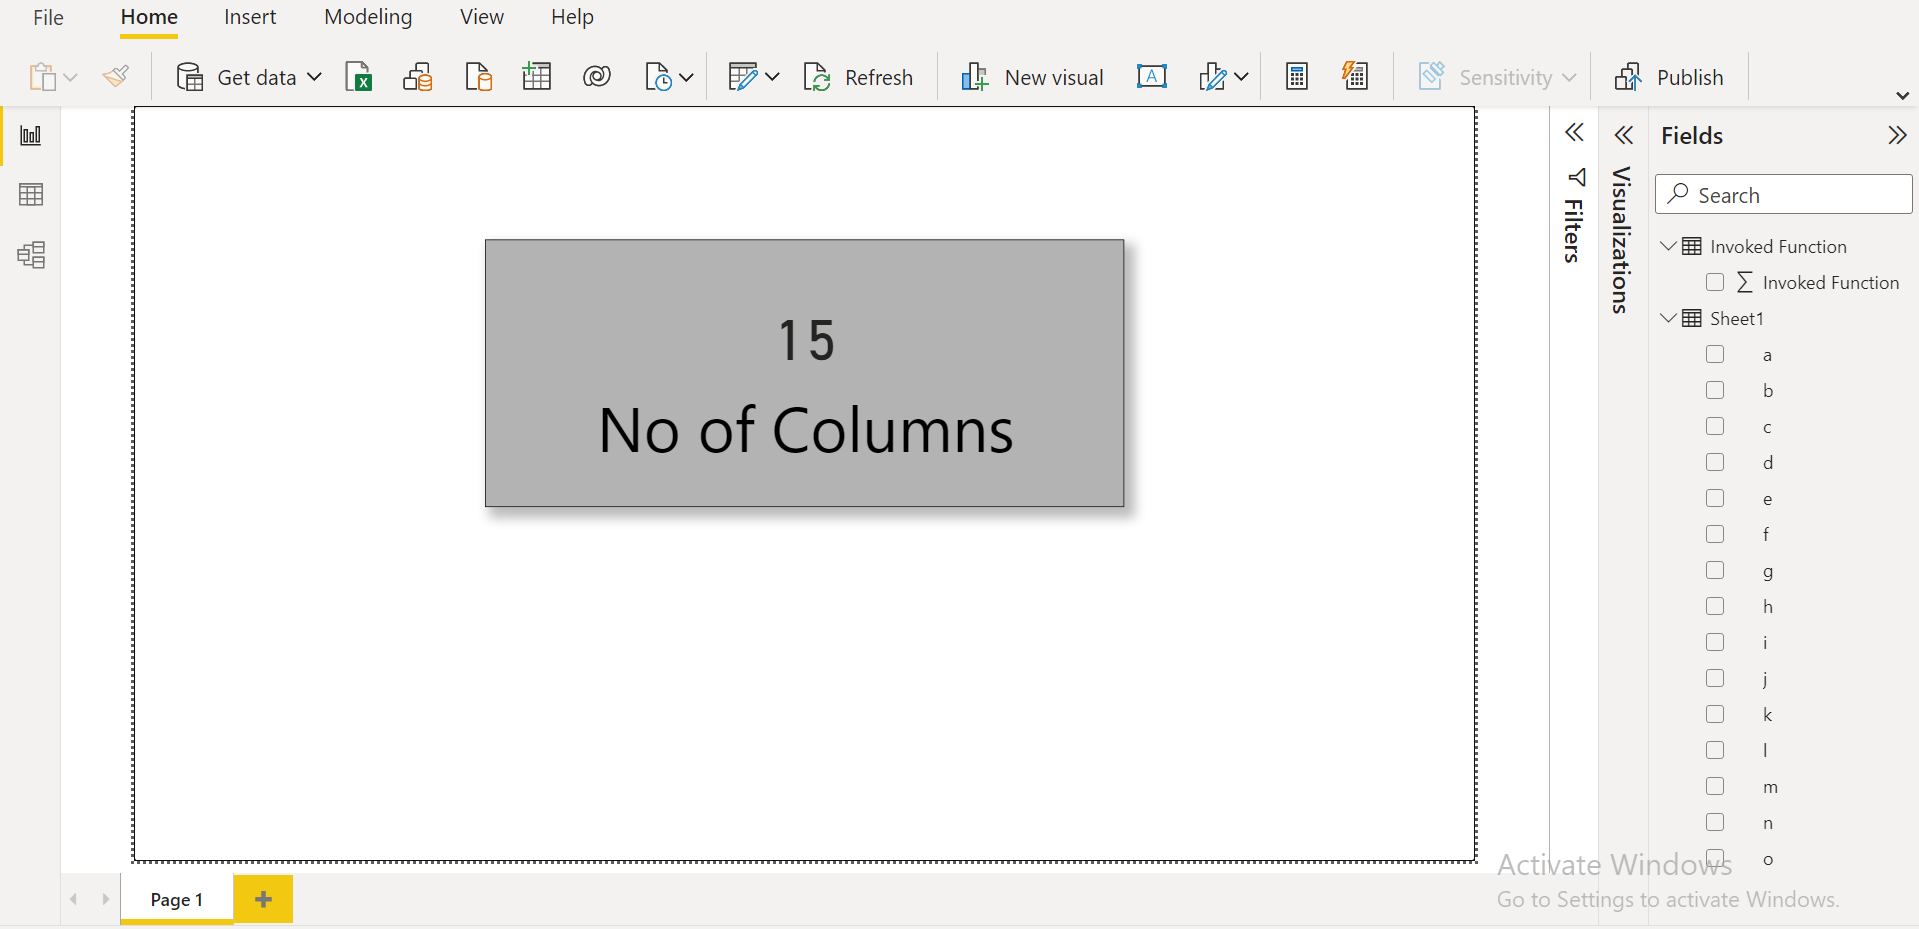 File Home Insert Modeling View Help
Get data Refresh New visual Sensitivity Publish
15
No of Columns
Filters
Visualizations
Fields
Search
Invoked Function
Invoked Function
Sheet1
a
b
c
d
e
f
g
h
i
j
k
l
m
n
o
Activate Windows
Go to Settings to activate Windows.
Page 1